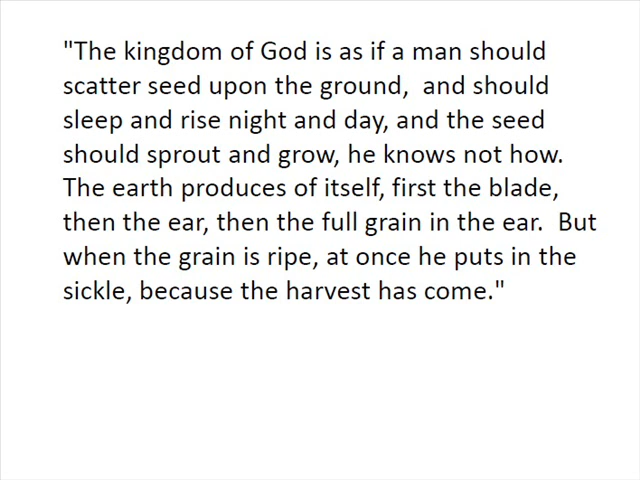 "The kingdom of God is as if a man should
scatter seed upon the ground,  and should
sleep and rise night and day, and the seed
should sprout and grow, he knows not how.
The earth produces of itself, first the blade,
then the ear, then the full grain in the ear.  But
when the grain is ripe, at once he puts in the
sickle, because the harvest has come."